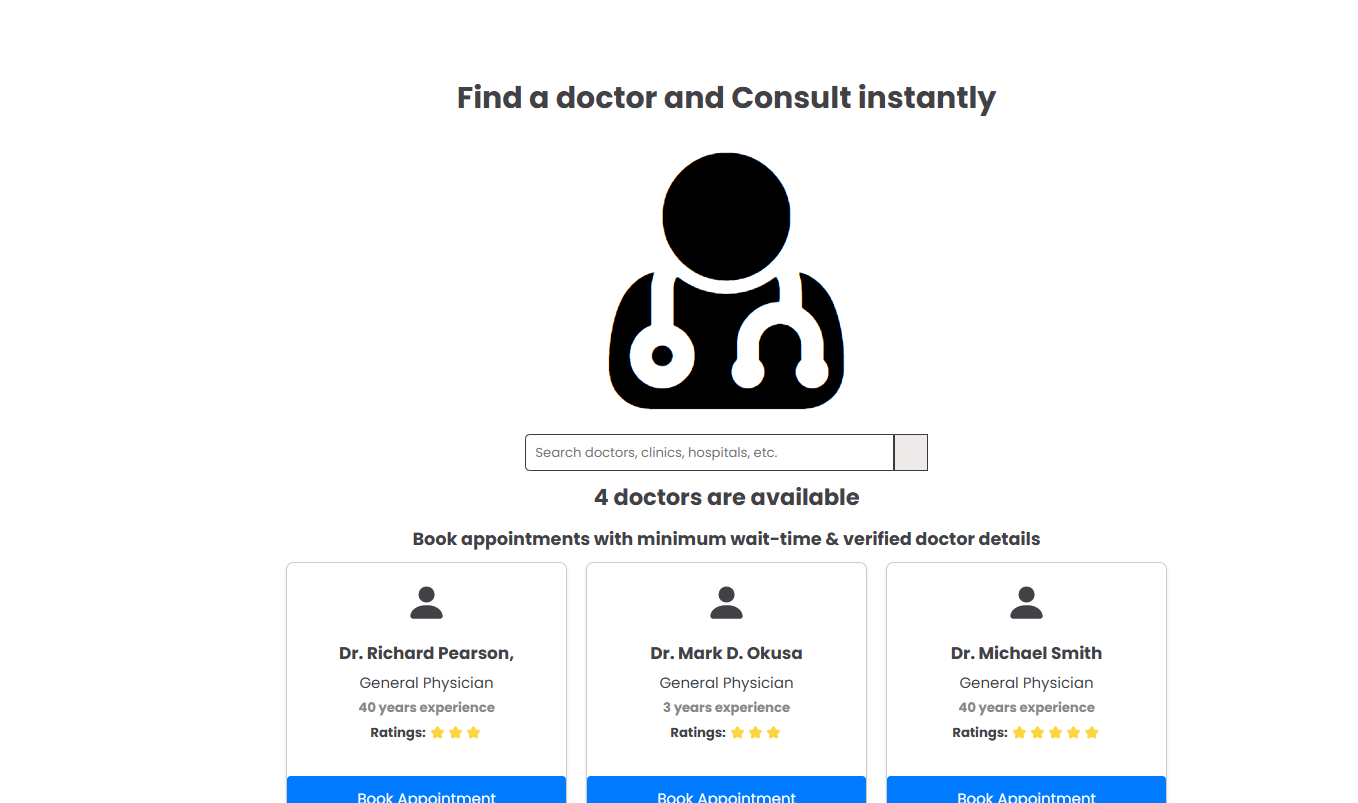 Find a doctor and Consult instantly
Search doctors, clinics, hospitals, etc.
4 doctors are available
Book appointments with minimum wait-time & verified doctor details
Dr. Richard Pearson,
General Physician
40 years experience
Ratings:
Book Appointment
Dr. Mark D. Okusa
General Physician
3 years experience
Ratings:
Book Appointment
Dr. Michael Smith
General Physician
40 years experience
Ratings:
Book Appointment